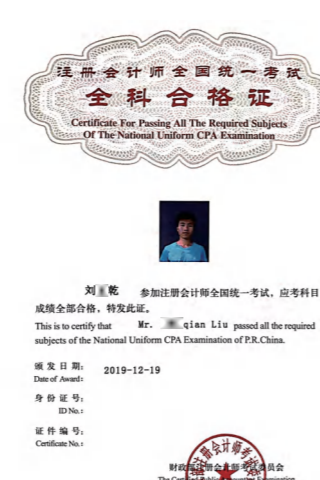 注册会计师全国统一考试
全科合格证
Certificate For Passing All The Required Subjects
Of The National Uniform CPA Examination
刘 乾 参加注册会计师全国统一考试，应考科目
成绩全部合格，特发此证。
This is to certify that Mr. qian Liu passed all the required
subjects of the National Uniform CPA Examination of P.R.China.
颁发日期：
2019-12-19
Date of Award:
身份证号：
ID No.:
证件编号：
Certificate No.:
财政部注册会计师考试委员会